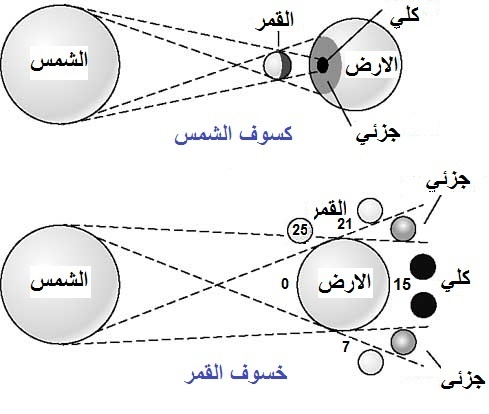 كلي
القمر
الشمس
الارض
جزئي
كسوف الشمس
جزئي
القمر
21
25
الشمس
0
الارض
15
كلي
7
جزئي
خسوف القمر